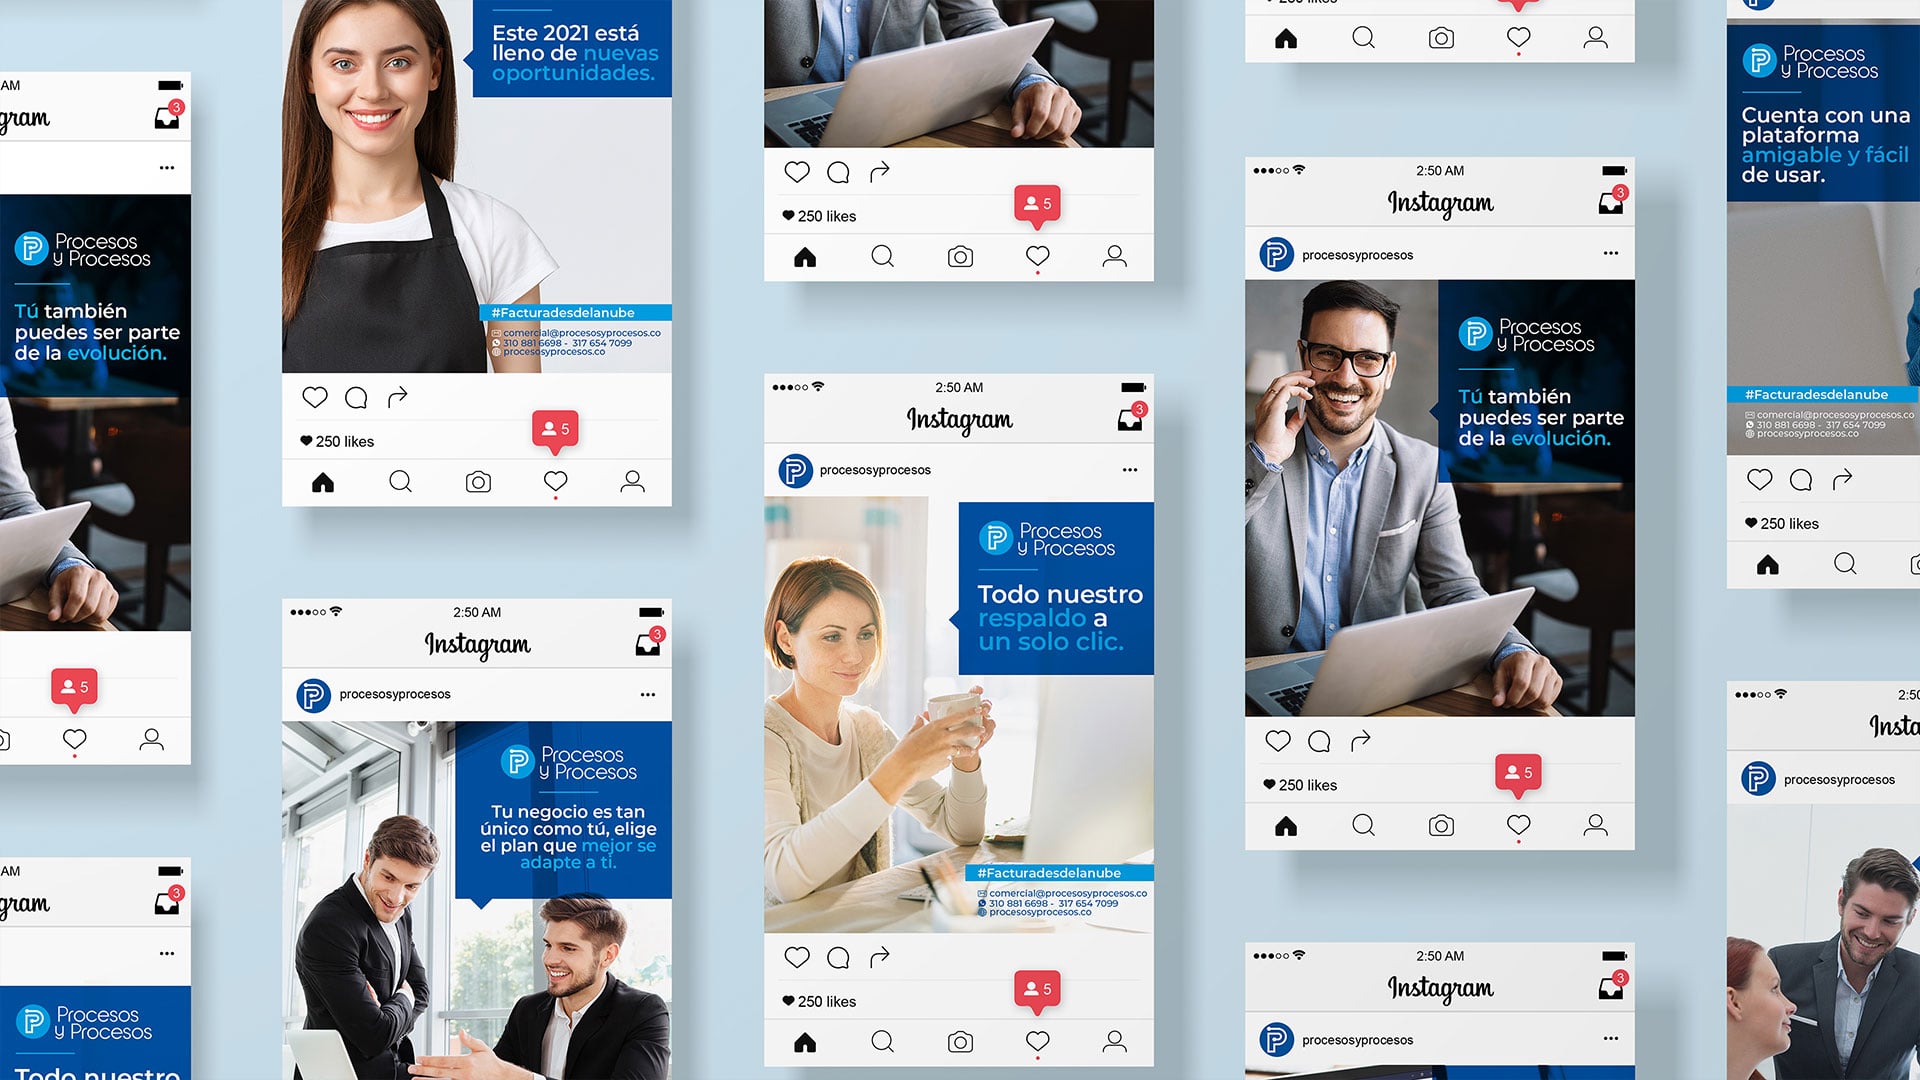 AM
3
gram
Procesos
y Procesos
Tú también
puedes ser parte
de la evolución.
5
AM
3
gram
Procesos
y Procesos
Todo nuestro
Este 2021 está
lleno de nuevas
oportunidades.
#Facturadesdelanube
comercial@procesosyprocesos.co
310 881 6698 - 317 654 7099
procesosyprocesos.co
250 likes
5
2:50 AM
Instagram
3
procesosyprocesos
Procesos
y Procesos
Tu negocio es tan
único como tú, elige
el plan que mejor se
adapte a ti.
250 likes
5
2:50 AM
Instagram
3
procesosyprocesos
Procesos
y Procesos
Todo nuestro
respaldo a
un solo clic.
#Facturadesdelanube
comercial@procesosyprocesos.co
310 881 6698 - 317 654 7099
procesosyprocesos.co
250 likes
5
250 likes
2:50 AM
Instagram
3
procesosyprocesos
Procesos
y Procesos
Tú también
puedes ser parte
de la evolución.
250 likes
5
2:50 AM
Instagram
3
procesosyprocesos
Procesos
y Procesos
Cuenta con una
plataforma
amigable y fácil
de usar.
#Facturadesdelanube
comercial@procesosyprocesos.co
310 881 6698 - 317 654 7099
procesosyprocesos.co
250 likes
2:50
Insta
procesosyprocesos